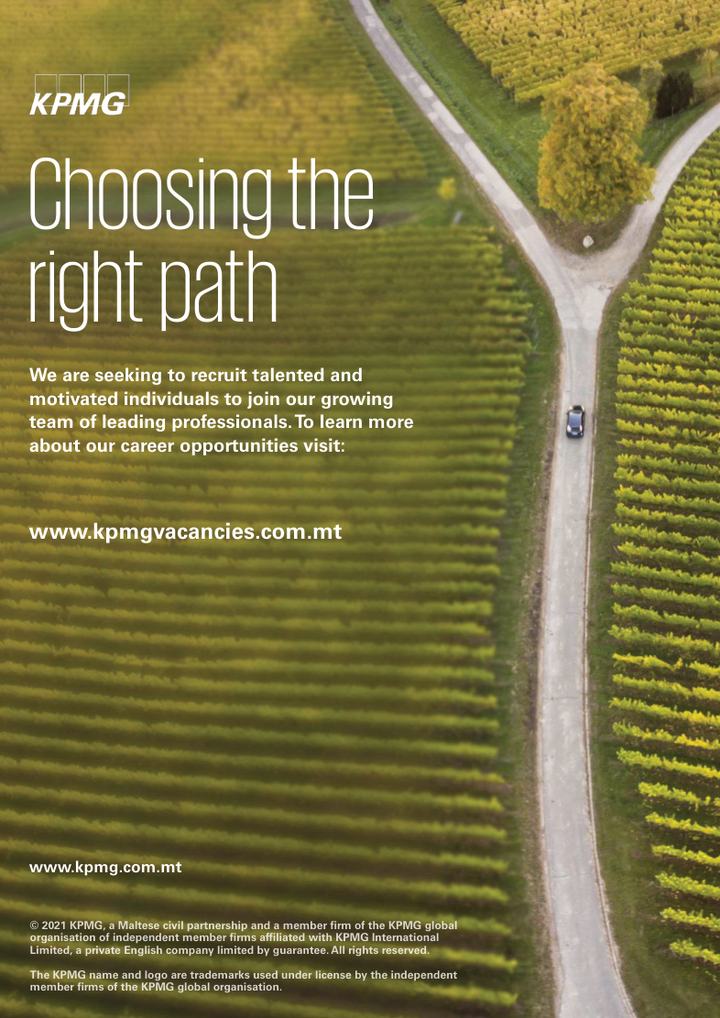 KPMG
Choosing the
right path
We are seeking to recruit talented and
motivated individuals to join our growing
team of leading professionals. To learn more
about our career opportunities visit:
www.kpmgvacancies.com.mt
www.kpmg.com.mt
© 2021 KPMG, a Maltese civil partnership and a member firm of the KPMG global
organisation of independent member firms affiliated with KPMG International
Limited, a private English company limited by guarantee. All rights reserved.
The KPMG name and logo are trademarks used under license by the independent
member firms of the KPMG global organisation.